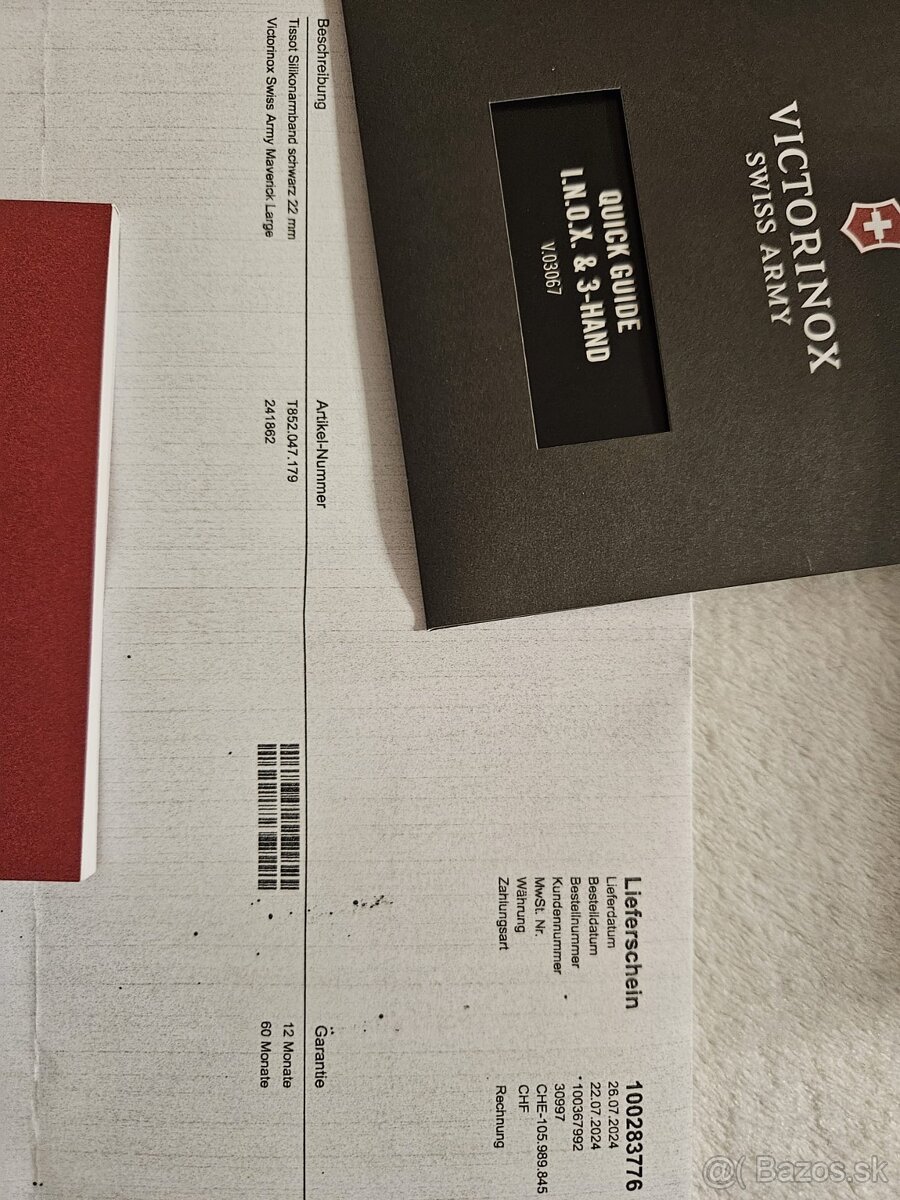 VICTORINOX
SWISS ARMY
QUICK GUIDE
I.N.O.X. & 3-HAND
V.03067
Lieferschein 100283776
Lieferdatum 26.07.2024
Bestelldatum 22.07.2024
Bestellnummer *100367992
Kundennummer 30997
MwSt. Nr. CHE-105.989.845
Währung CHF
Zahlungsart Rechnung
Beschreibung Artikel-Nummer Garantie
Tissot Silikonarmband schwarz 22 mm T852.047.179 12 Monate
Victorinox Swiss Army Maverick Large 241862 60 Monate
@( Bazos.sk